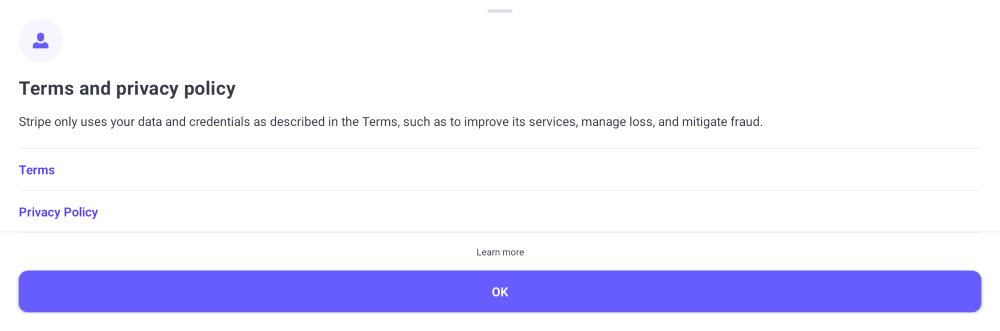 Terms and privacy policy
Stripe only uses your data and credentials as described in the Terms, such as to improve its services, manage loss, and mitigate fraud.
Terms
Privacy Policy
Learn more
OK